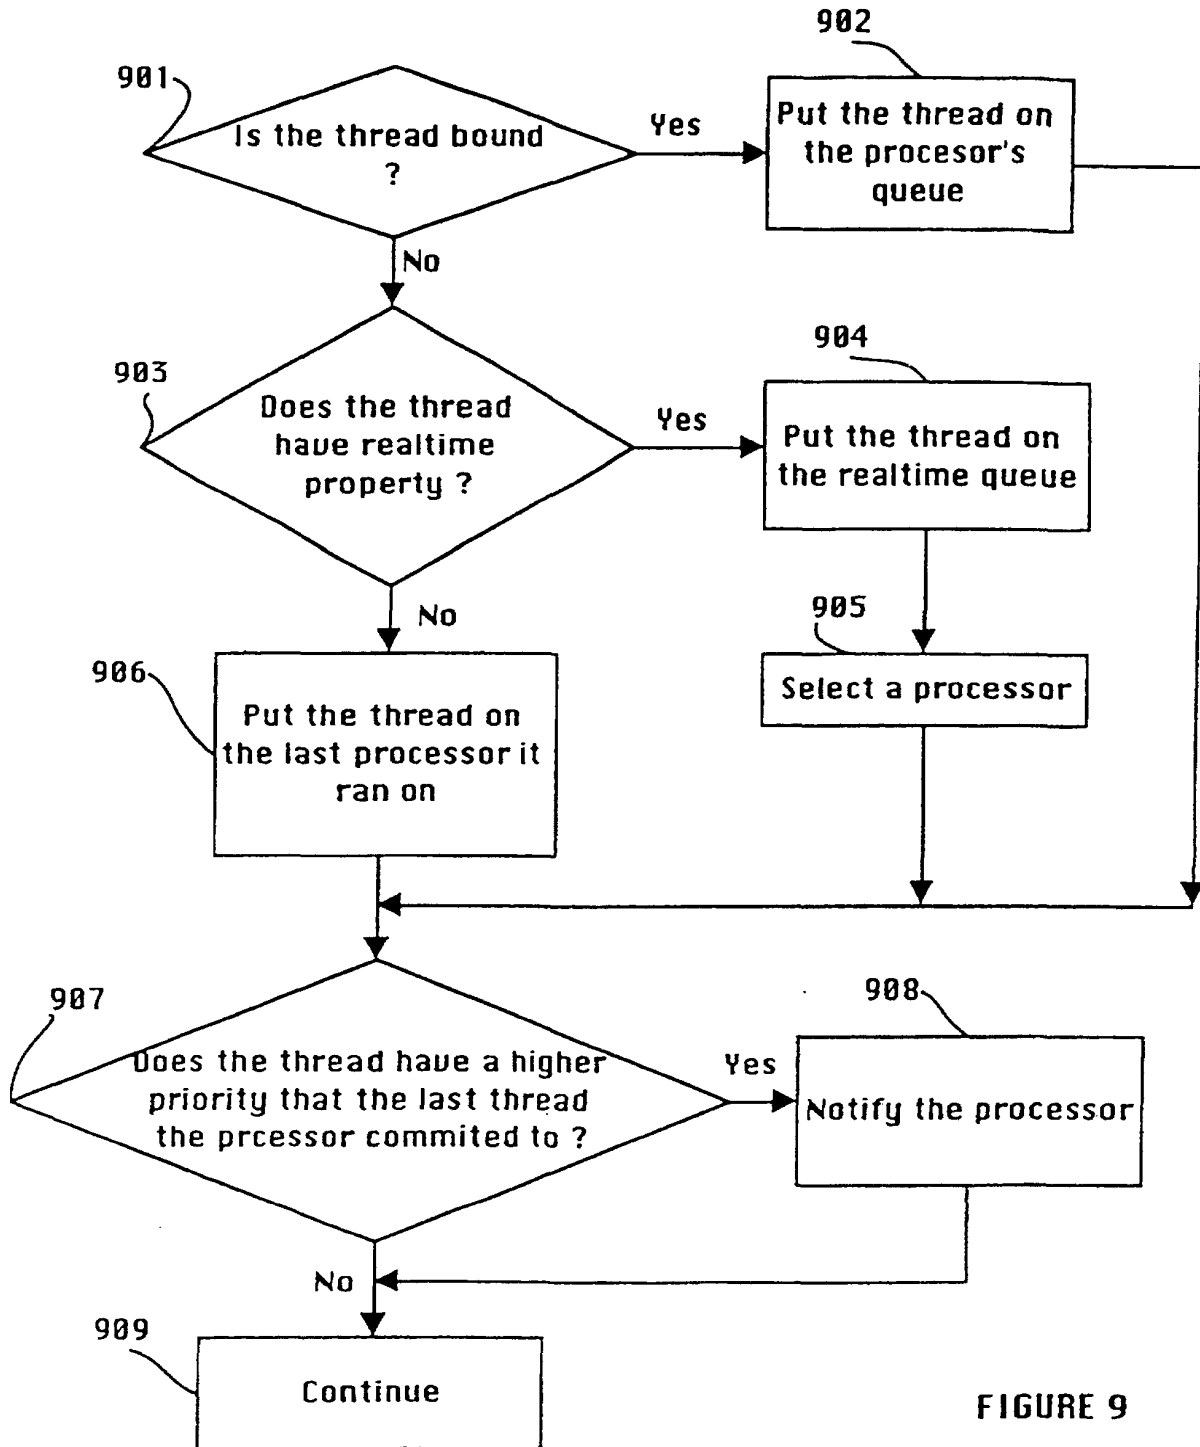 902
901
Is the thread bound
?
Yes
Put the thread on
the procesor's
queue
No
903
Does the thread
have realtime
property ?
Yes
904
Put the thread on
the realtime queue
No
905
Select a processor
906
Put the thread on
the last processor it
ran on
907
Does the thread have a higher
priority that the last thread
the prcessor commited to ?
Yes
908
Notify the processor
No
909
Continue
FIGURE 9